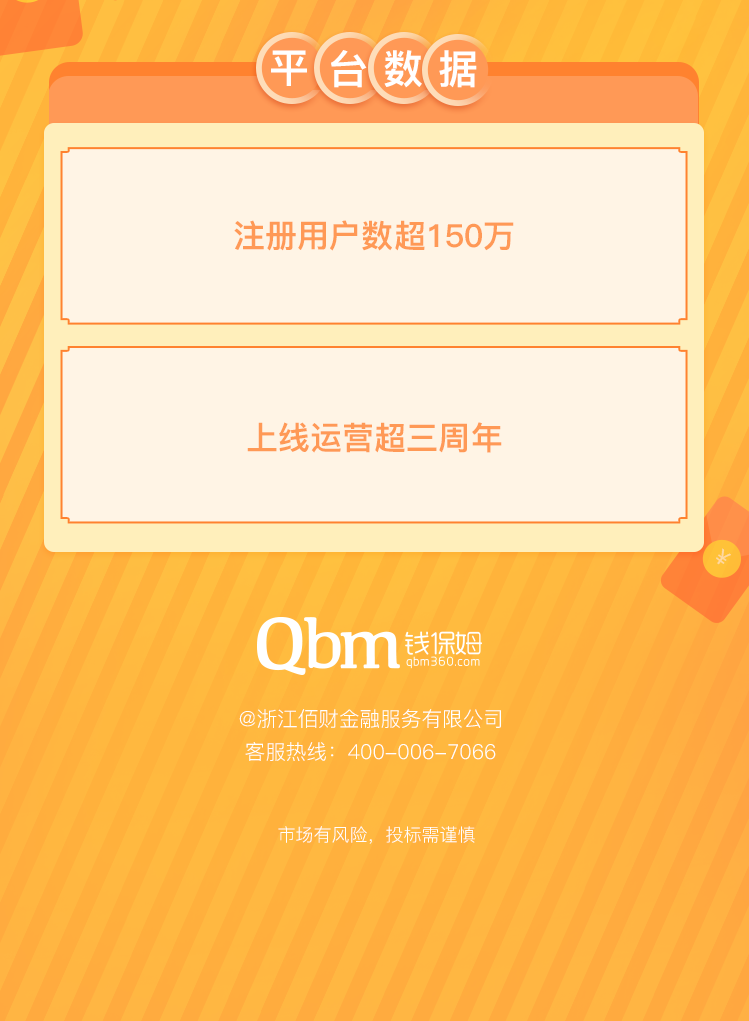 平台数据
注册用户数超150万
上线运营超三周年
Qbm钱保姆
qbm360.com
@浙江佰财金融服务有限公司
客服热线：400-006-7066
市场有风险，投标需谨慎